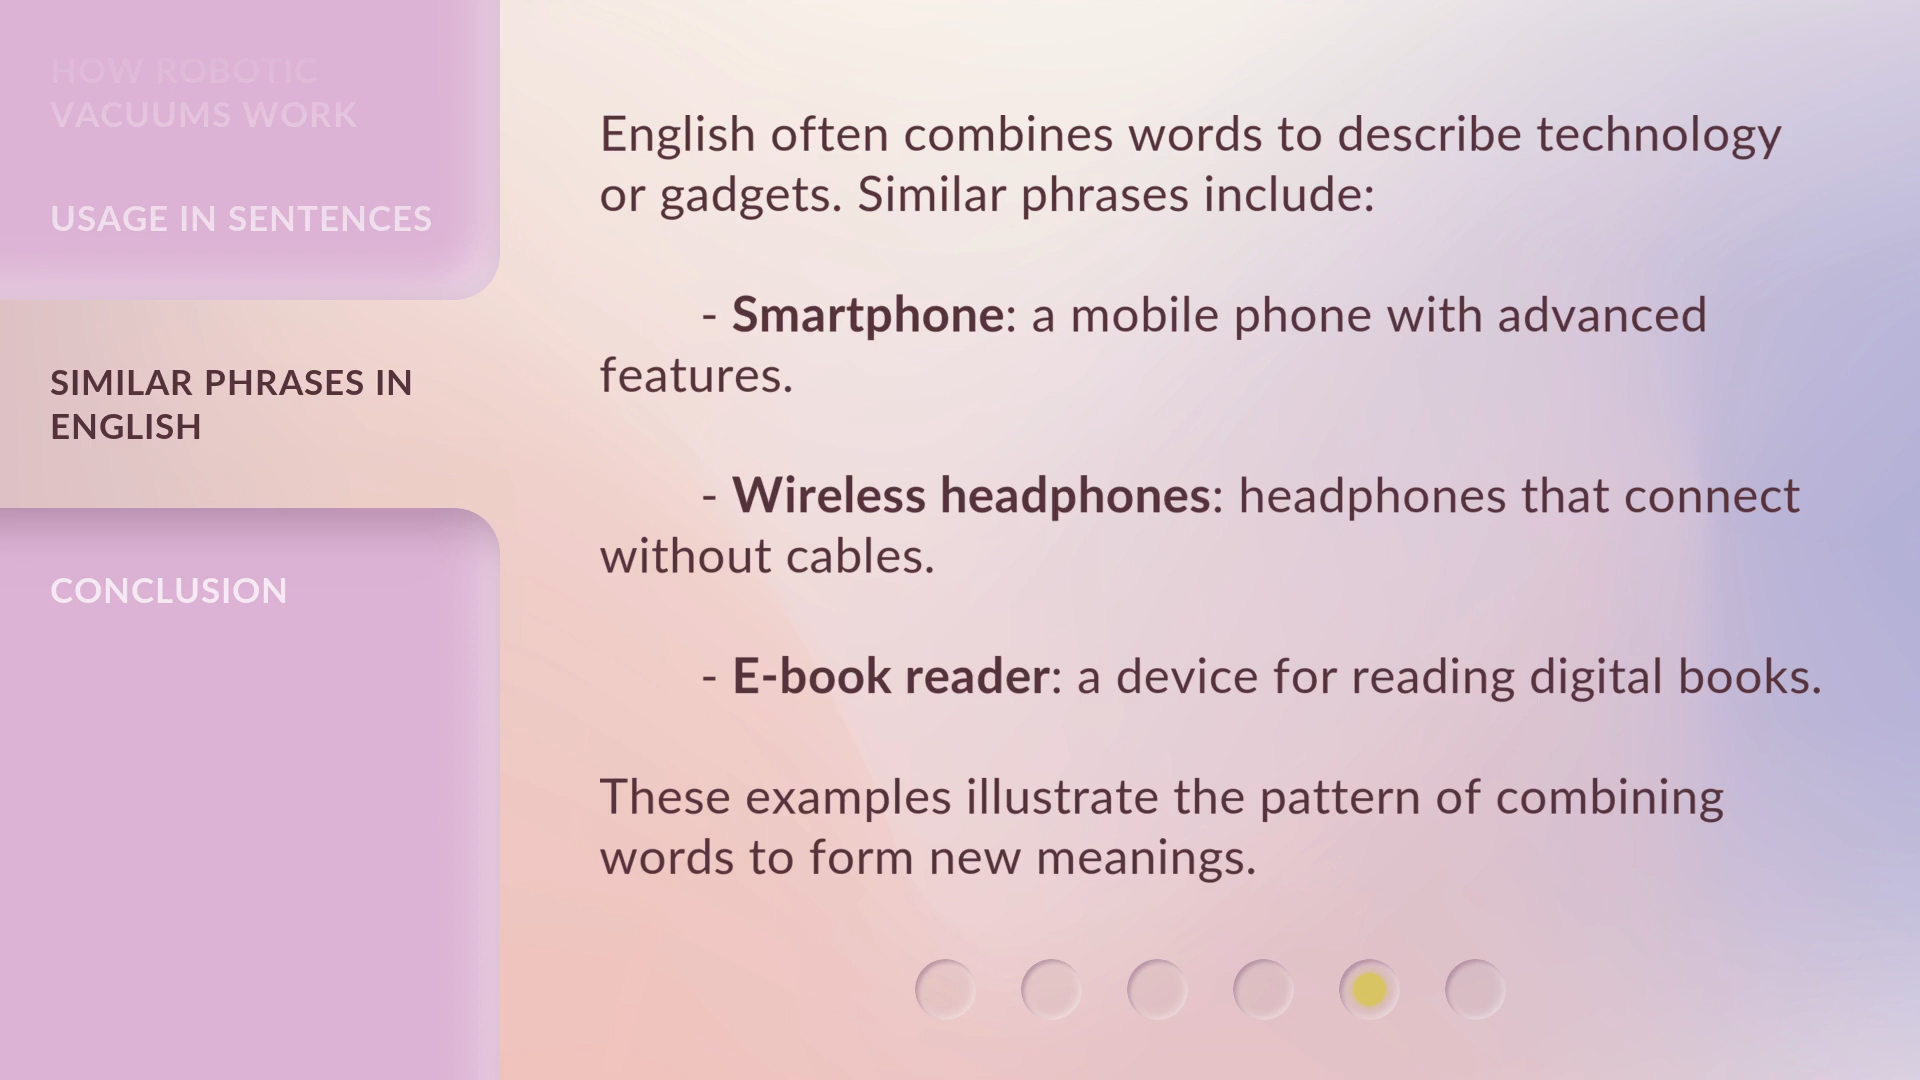 HOW ROBOTIC
VACUUMS WORK
USAGE IN SENTENCES
SIMILAR PHRASES IN
ENGLISH
CONCLUSION
English often combines words to describe technology
or gadgets. Similar phrases include:
- Smartphone: a mobile phone with advanced
features.
- Wireless headphones: headphones that connect
without cables.
- E-book reader: a device for reading digital books.
These examples illustrate the pattern of combining
words to form new meanings.